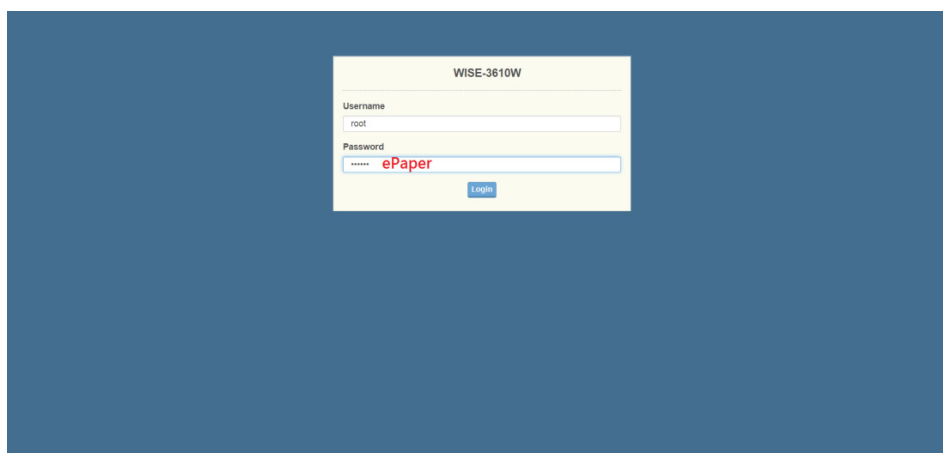 WISE-3610W
Username
root
Password
•••••• ePaper
Login